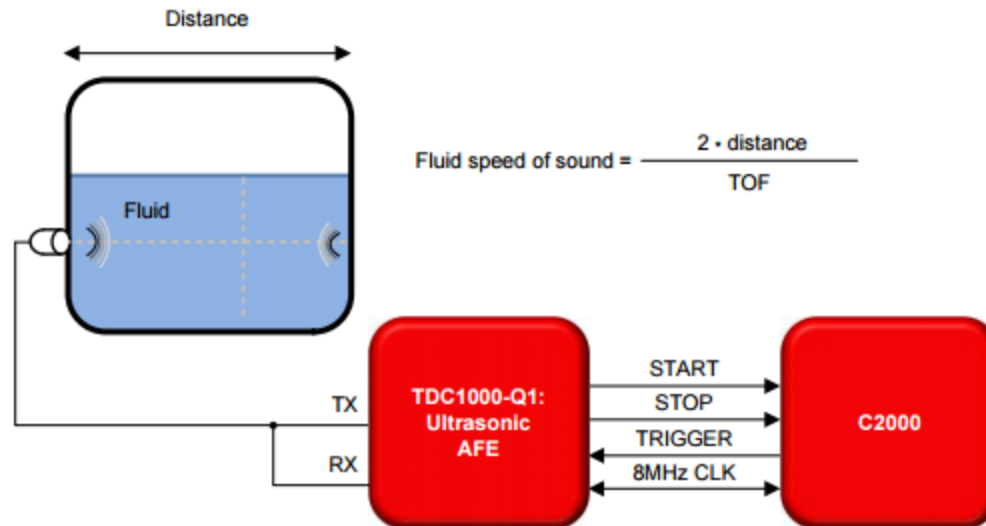 Distance
Fluid speed of sound = 2 • distance
TOF
Fluid
TX
RX
TDC1000-Q1:
Ultrasonic
AFE
START
STOP
TRIGGER
8MHz CLK
C2000